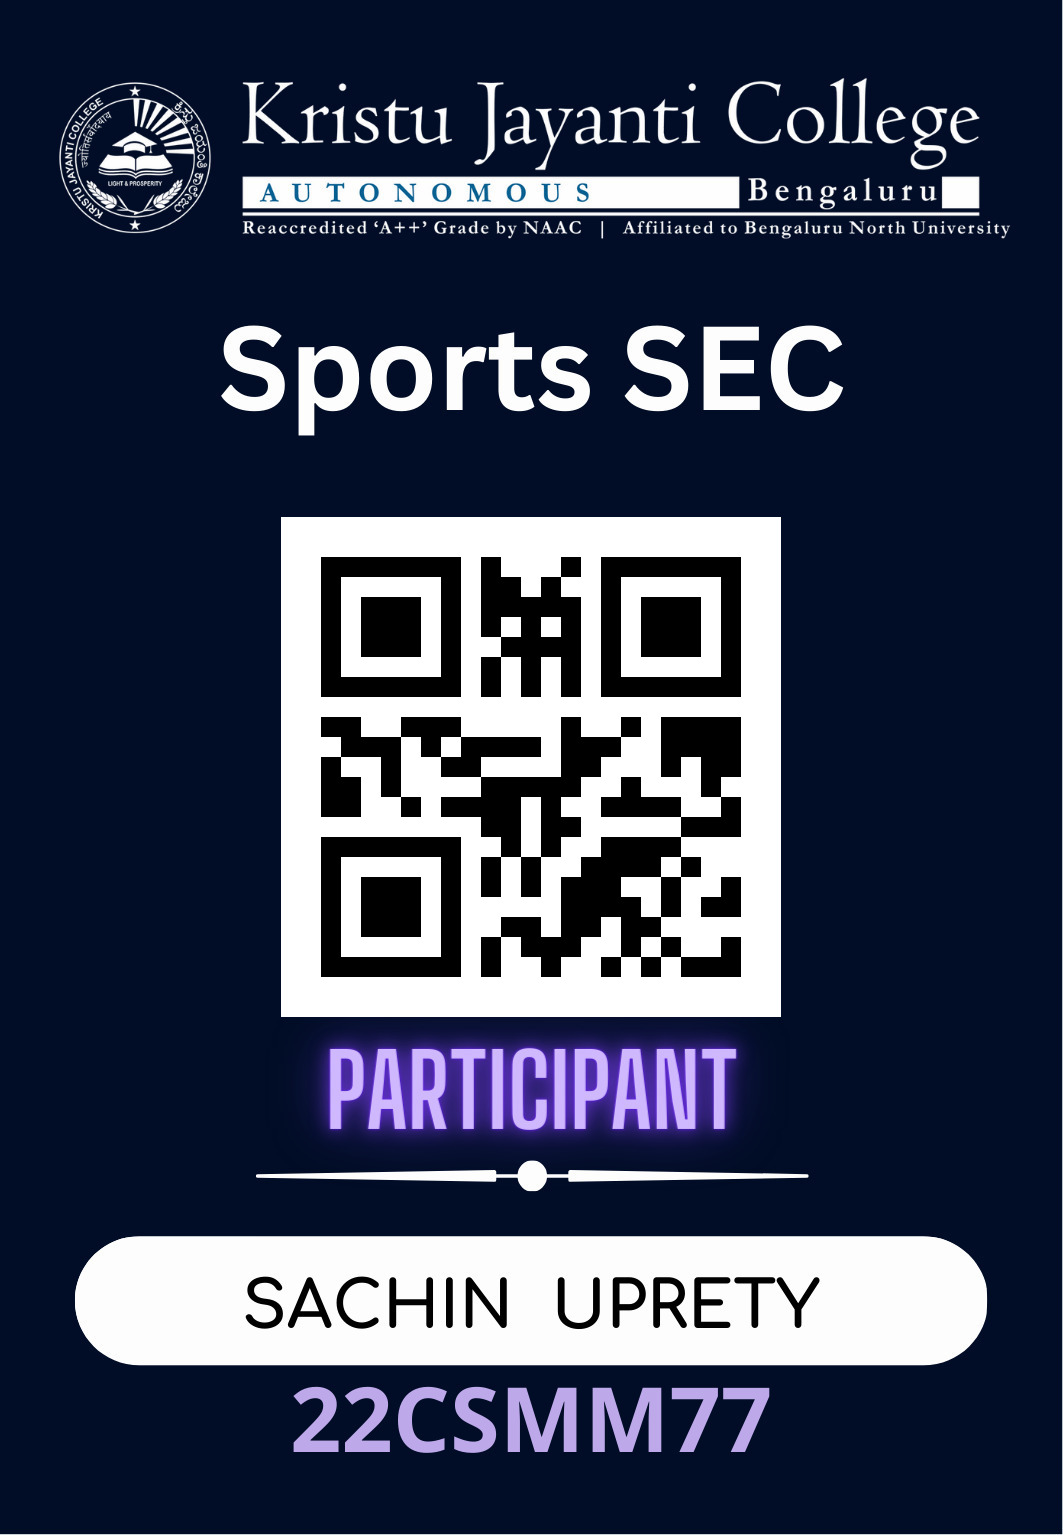 Kristu Jayanti College
AUTONOMOUS Bengaluru
Reaccredited ‘A++’ Grade by NAAC | Affiliated to Bengaluru North University
KRISTU JAYANTI COLLEGE
ಕ್ರಿಸ್ತು ಜಯಂತಿ ಕಾಲೇಜು
LIGHT & PROSPERITY
Sports SEC
PARTICIPANT
SACHIN UPRETY
22CSMM77